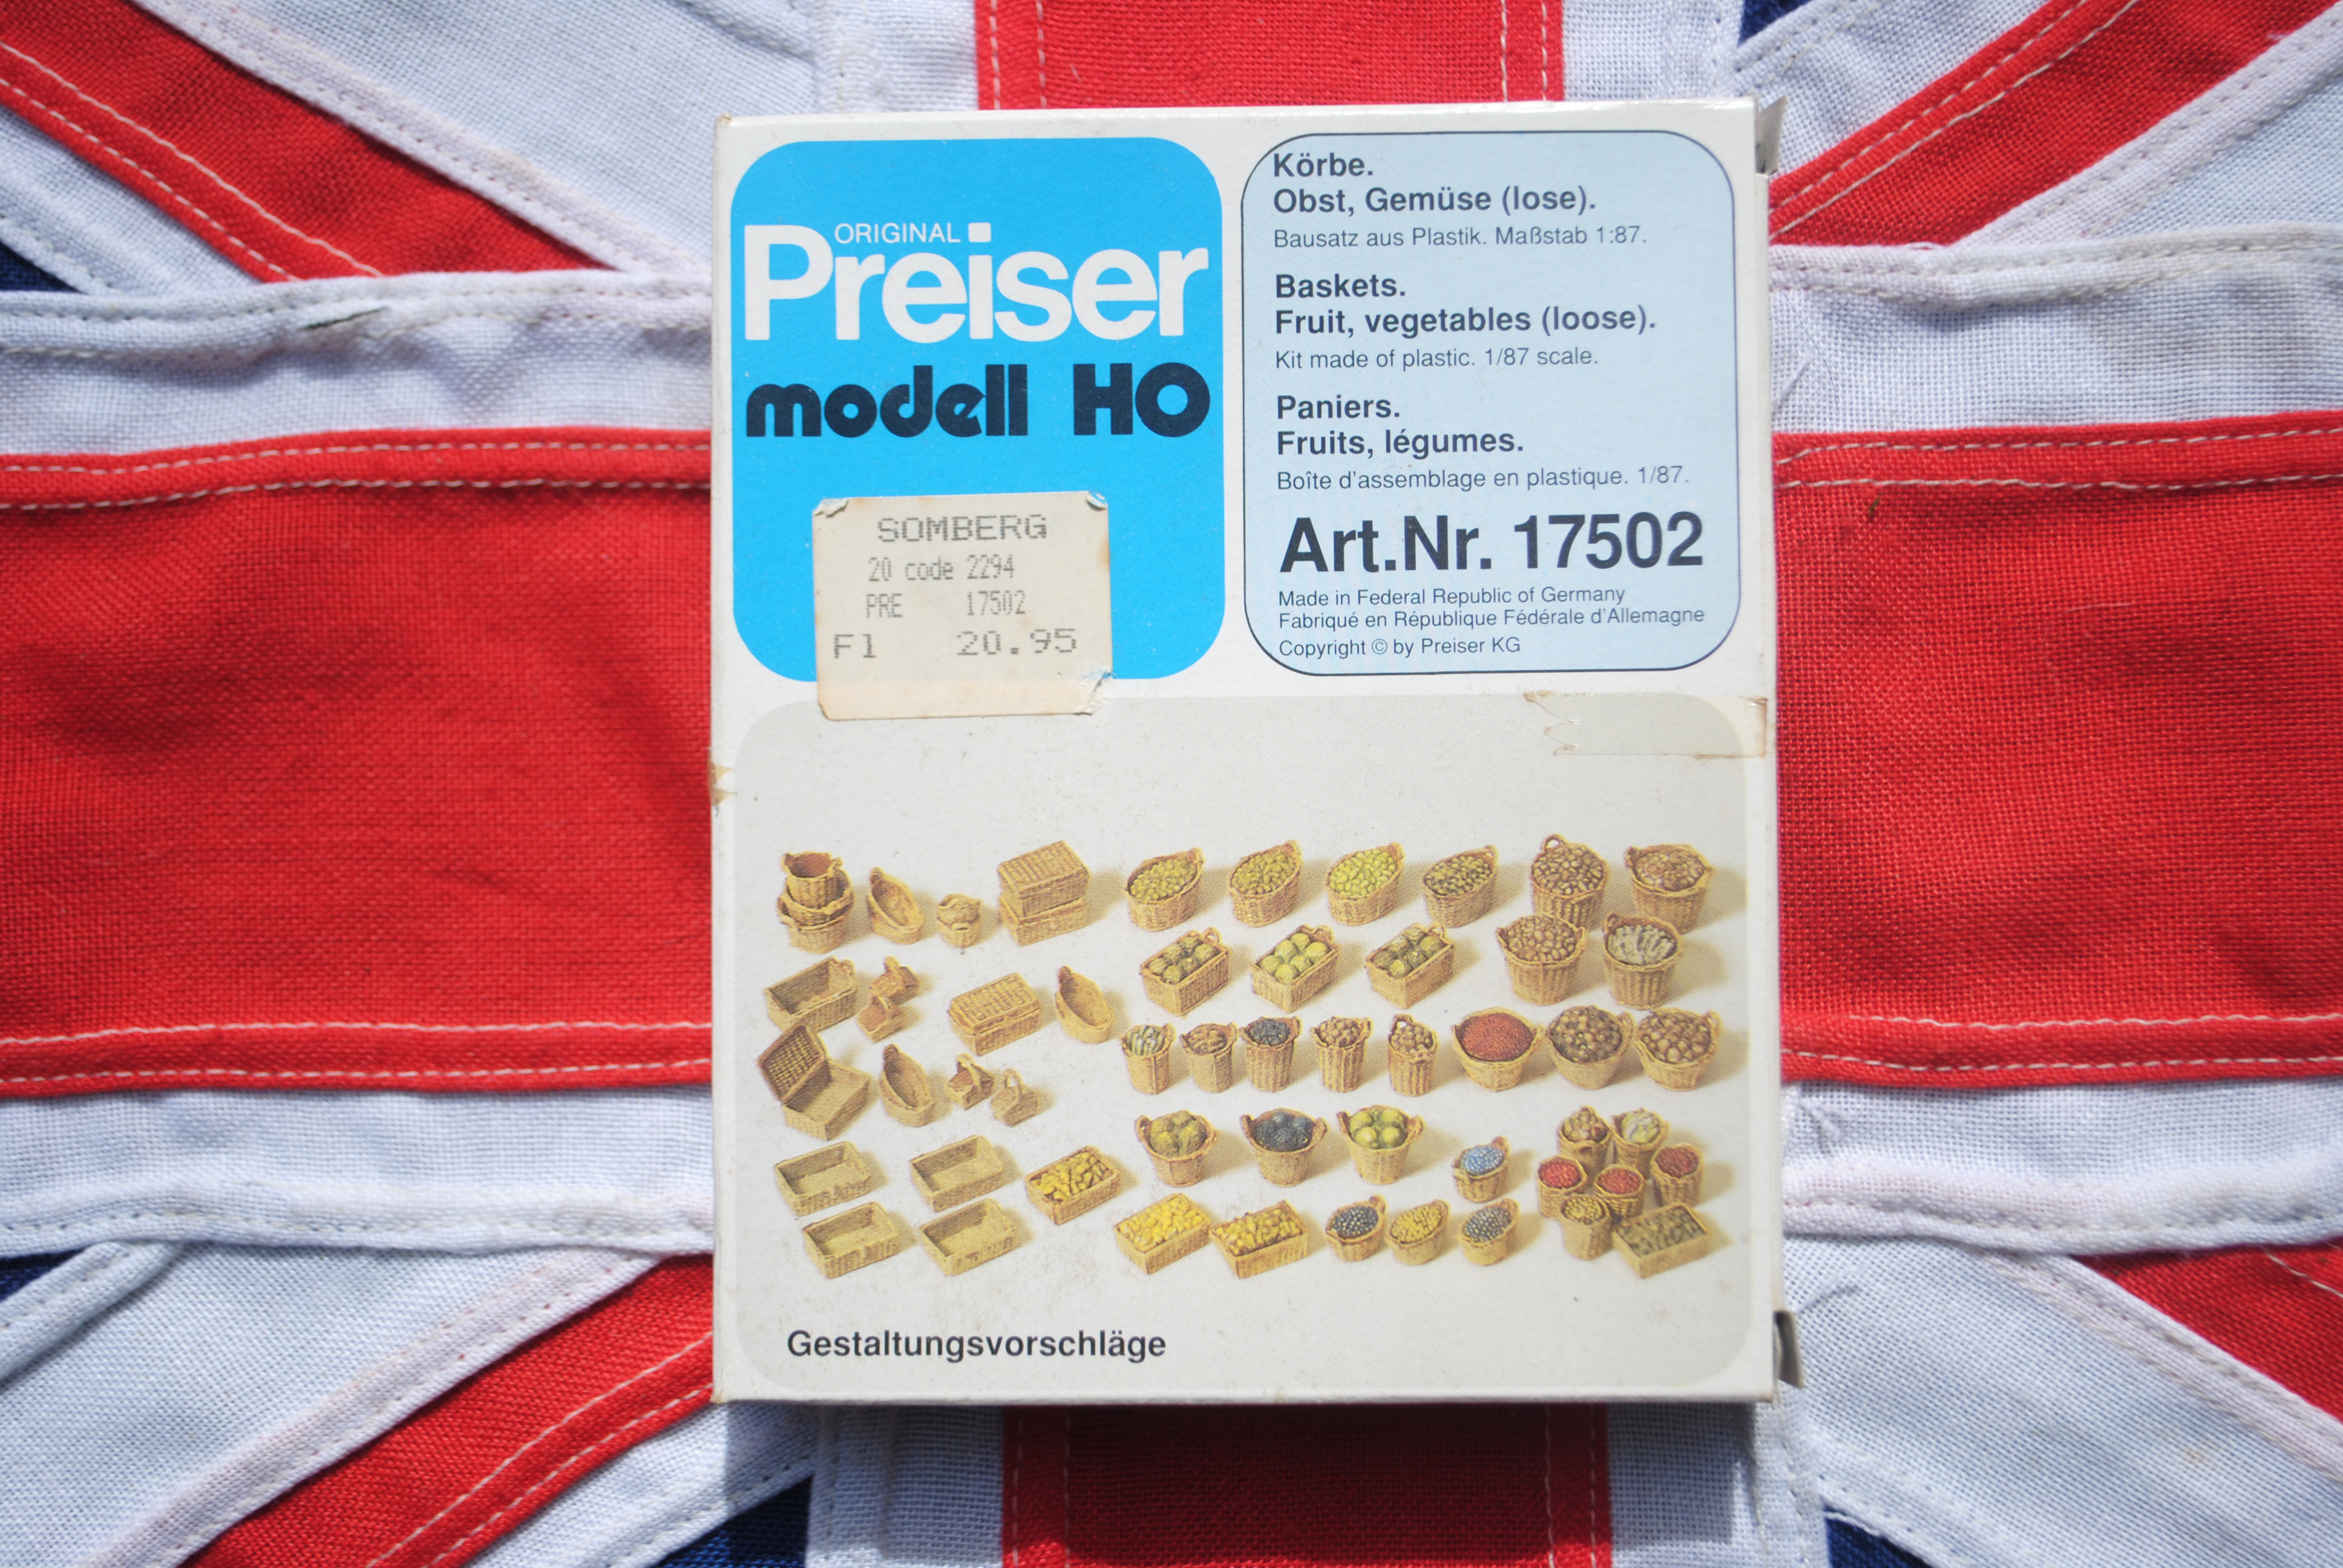 ORIGINAL
Preiser
modell HO
SOMBERG
20 code 2294
PRE 17502
Fl 20.95
Körbe.
Obst, Gemüse (lose).
Bausatz aus Plastik. Maßstab 1:87.
Baskets.
Fruit, vegetables (loose).
Kit made of plastic. 1/87 scale.
Paniers.
Fruits, légumes.
Boîte d'assemblage en plastique. 1/87.
Art.Nr. 17502
Made in Federal Republic of Germany
Fabriqué en République Fédérale d'Allemagne
Copyright © by Preiser KG
Gestaltungsvorschläge